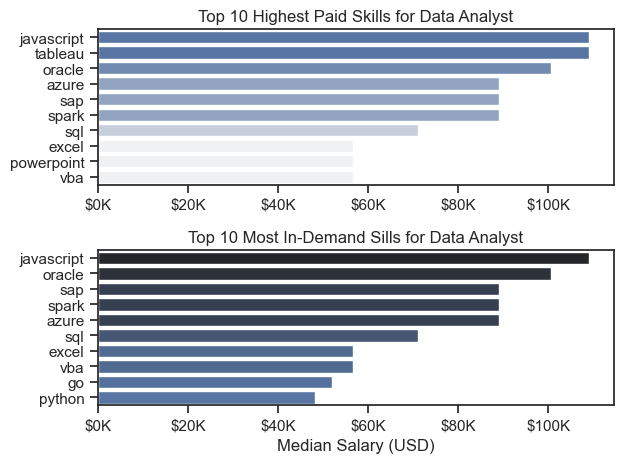 Top 10 Highest Paid Skills for Data Analyst
javascript
tableau
oracle
azure
sap
spark
sql
excel
powerpoint
vba
$0K $20K $40K $60K $80K $100K
Top 10 Most In-Demand Sills for Data Analyst
javascript
oracle
sap
spark
azure
sql
excel
vba
go
python
$0K $20K $40K $60K $80K $100K
Median Salary (USD)